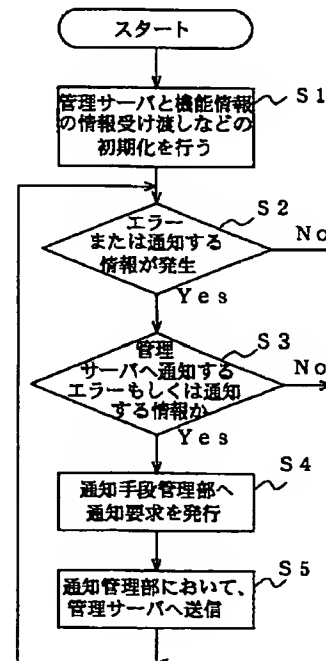 スタート
管理サーバと機能情報
の情報受け渡しなどの
初期化を行う
S1
エラー
または通知する
情報が発生
S2
No
Yes
管理
サーバへ通知する
エラーもしくは通知
する情報か
S3
No
Yes
通知手段管理部へ
通知要求を発行
S4
通知管理部において、
管理サーバへ送信
S5